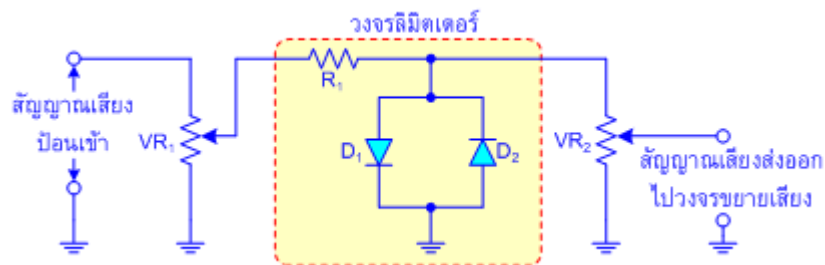 วงจรลิมิตเตอร์
สัญญาณเสียง
ป้อนเข้า
VR₁
R₁
D₁
D₂
VR₂
สัญญาณเสียงส่งออก
ไปวงจรขยายเสียง